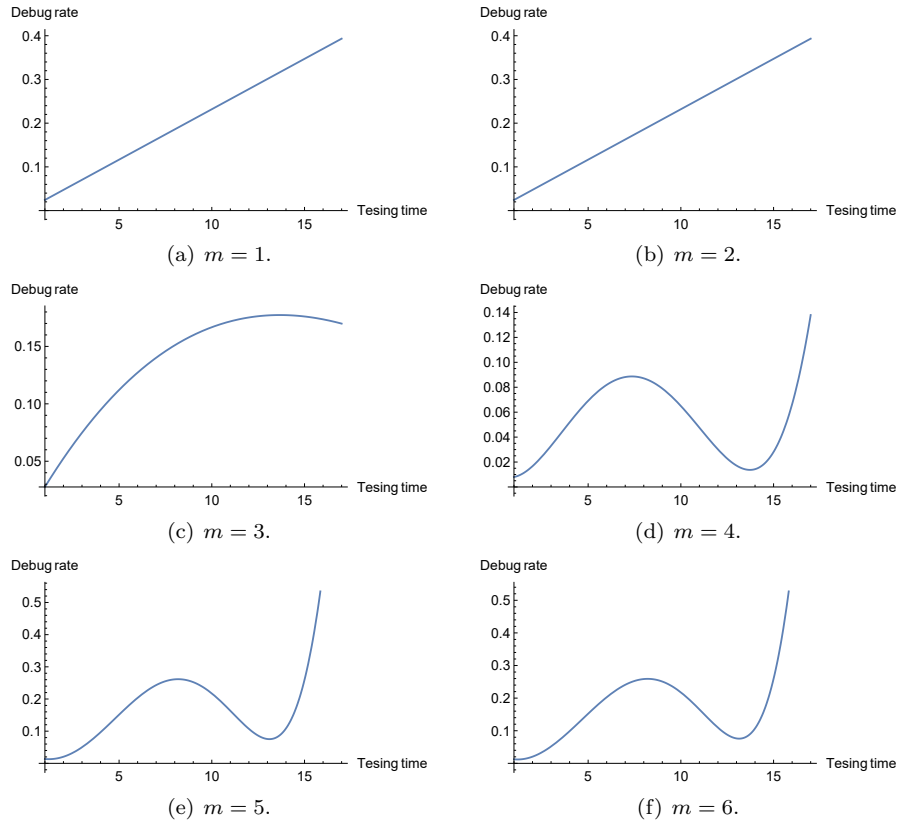 Debug rate
0.4
0.3
0.2
0.1
5 10 15
Tesing time
(a) m = 1.
Debug rate
0.4
0.3
0.2
0.1
5 10 15
Tesing time
(b) m = 2.
Debug rate
0.15
0.10
0.05
5 10 15
Tesing time
(c) m = 3.
Debug rate
0.14
0.12
0.10
0.08
0.06
0.04
0.02
5 10 15
Tesing time
(d) m = 4.
Debug rate
0.5
0.4
0.3
0.2
0.1
5 10 15
Tesing time
(e) m = 5.
Debug rate
0.5
0.4
0.3
0.2
0.1
5 10 15
Tesing time
(f) m = 6.